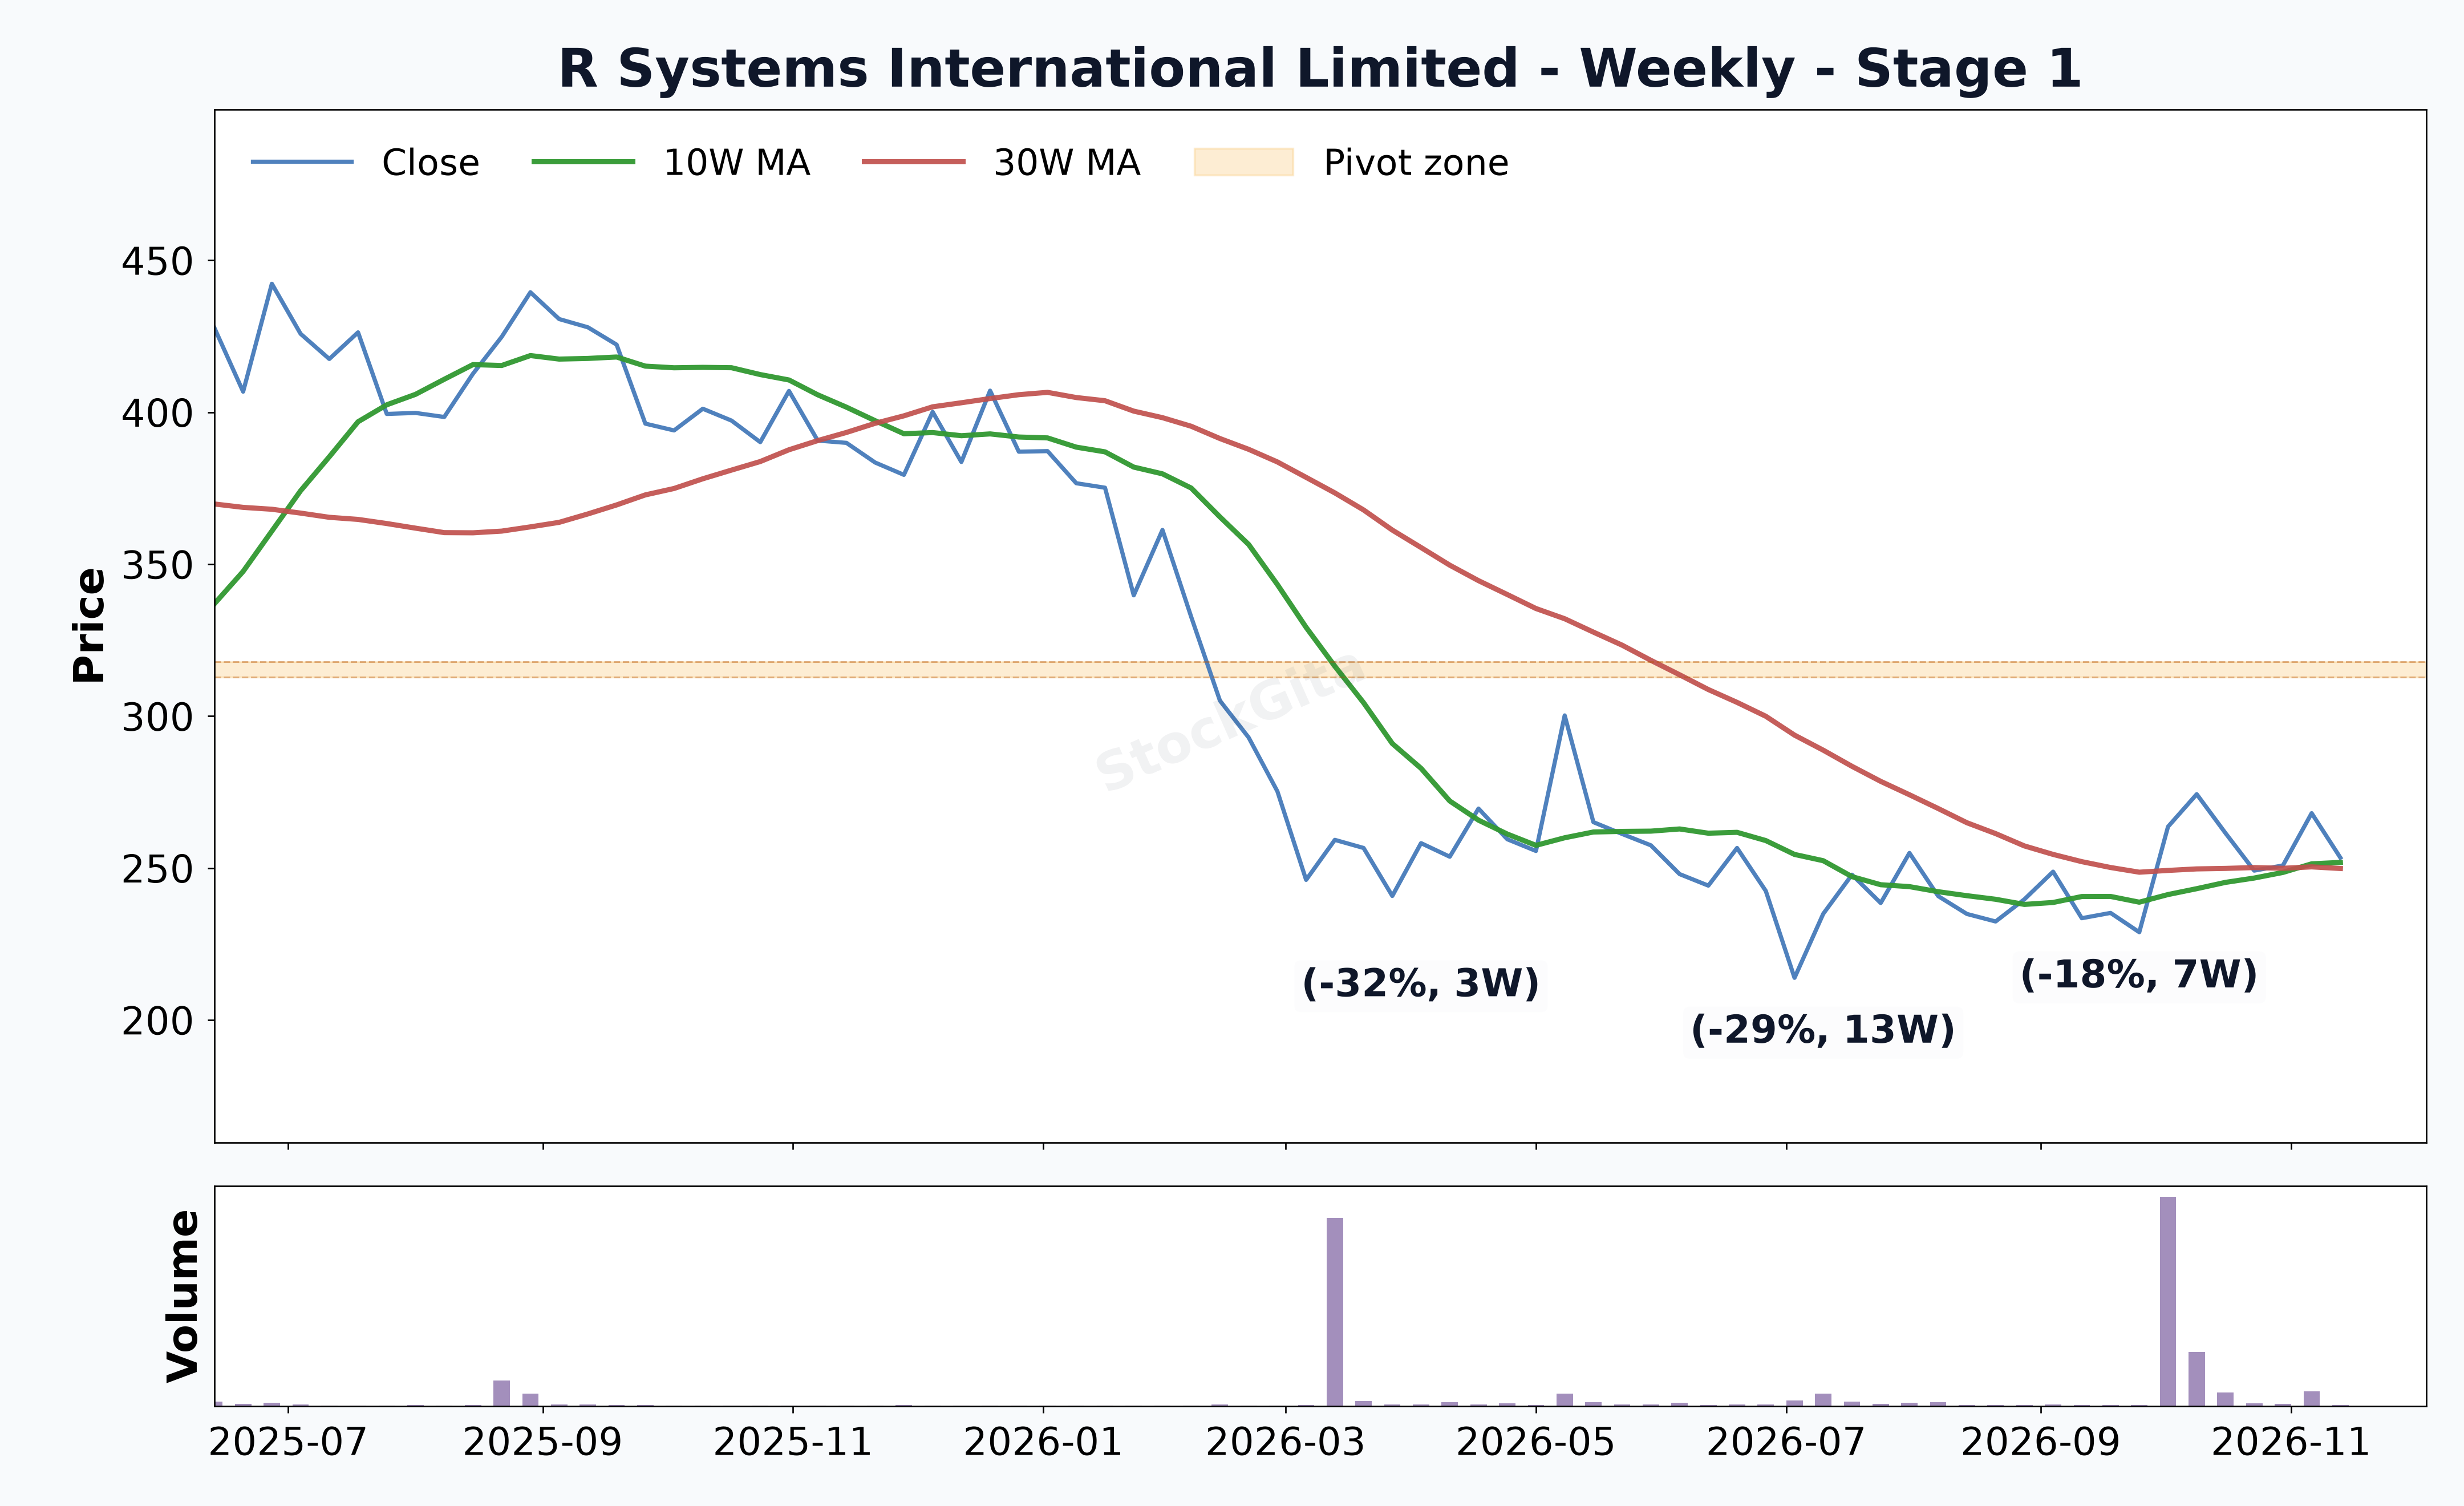 R Systems International Limited - Weekly - Stage 1
Close 10W MA 30W MA Pivot zone
Price
450
400
350
300
250
200
StockGita
(-32%, 3W)
(-29%, 13W)
(-18%, 7W)
Volume
2025-07 2025-09 2025-11 2026-01 2026-03 2026-05 2026-07 2026-09 2026-11